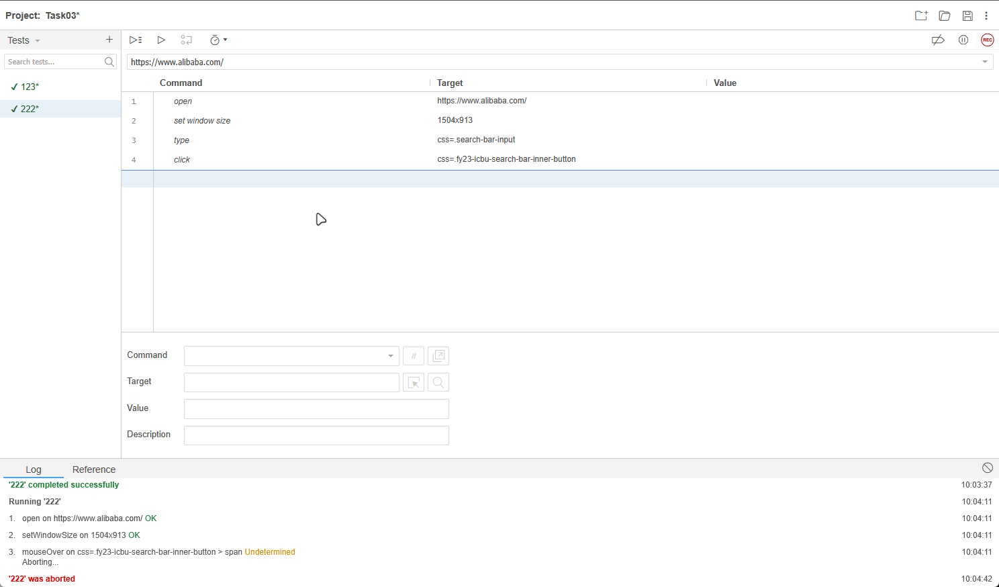 Project: Task03*
Tests
Search tests...
✓ 123*
✓ 222*
REC
https://www.alibaba.com/
Command Target Value
1 open https://www.alibaba.com/
2 set window size 1504x913
3 type css=.search-bar-input
4 click css=.fy23-icbu-search-bar-inner-button
Command //
Target
Value
Description
Log Reference
'222' completed successfully 10:03:37
Running '222' 10:04:11
1. open on https://www.alibaba.com/ OK 10:04:11
2. setWindowSize on 1504x913 OK 10:04:11
3. mouseOver on css=.fy23-icbu-search-bar-inner-button > span Undetermined 10:04:11
Aborting...
'222' was aborted 10:04:42